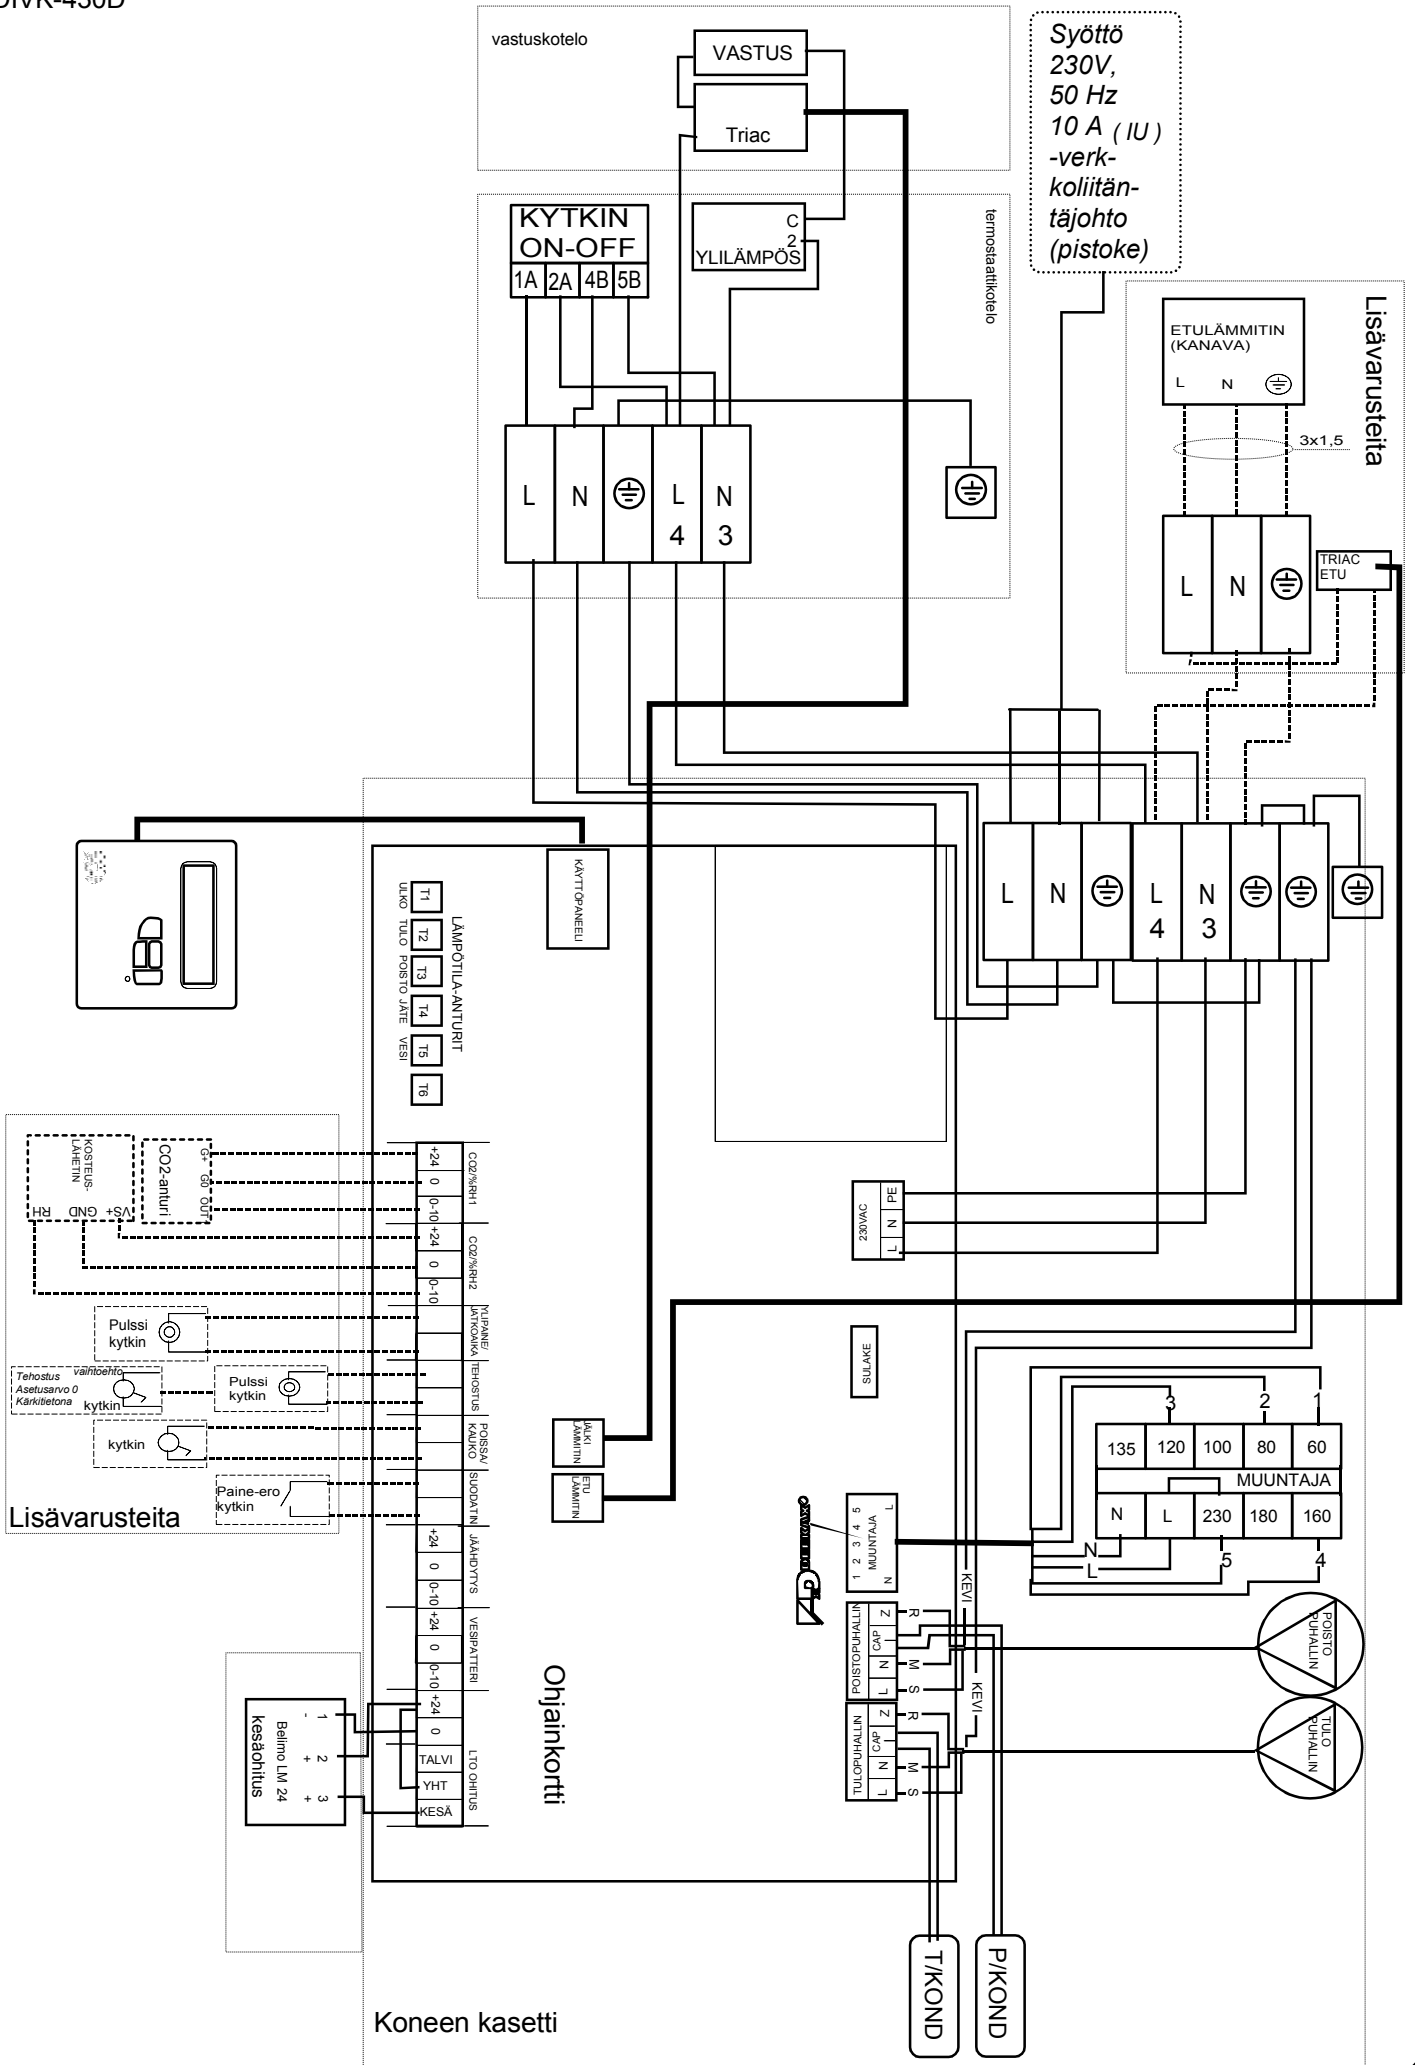 DIVK-430D
vastuskotelo
VASTUS
Triac
Syöttö
230V,
50 Hz
10 A ( IU )
-verk-
koliitän-
täjohto
(pistoke)
KYTKIN
ON-OFF
1A 2A 4B 5B
C
2
YLILÄMPÖS
termostaattikotelo
L N L N
4 3
Lisävarusteita
ETULÄMMITIN
(KANAVA)
L N
3x1,5
L N
TRIAC
ETU
L N L N
4 3
KÄYTTÖPANEELI
LÄMPÖTILA-ANTURIT
T1 T2 T3 T4 T5 T6
ULKO TULO POISTO JÄTE VESI
KOSTEUS-
LÄHETIN
RH GND VS+
CO2-anturi
G+ G0 OUT
+24 0 0-10
CO2/%RH1
+24 0 0-10
CO2/%RH2
YLIPAINE/
JATKOAIKA
TEHOSTUS
POISSA/
KAUKO
SUODATIN
+24 0 0-10
JÄÄHDYTYS
+24 0 0-10
VESIPATTERI
+24 0 TALVI YHT KESÄ
LTO OHITUS
Pulssi
kytkin
Tehostus vaihtoehto
Asetusarvo 0
Kärkitietona
kytkin
Pulssi
kytkin
kytkin
Paine-ero
kytkin
Lisävarusteita
JÄLKI
LÄMMITIN
ETU
LÄMMITIN
230VAC
PE N L
SULAKE
MUUNTAJA
1 2 3 4 5
N L
3 2 1
135 120 100 80 60
MUUNTAJA
N L 230 180 160
N
L
5 4
KEVI
KEVI
POISTOPUHALLIN
Z CAP N L
R M S
TULOPUHALLIN
Z CAP N L
R M S
POISTO
PUHALLIN
TULO
PUHALLIN
Ohjainkortti
1 2 3
- + +
Belimo LM 24
kesäohitus
T/KOND
P/KOND
Koneen kasetti